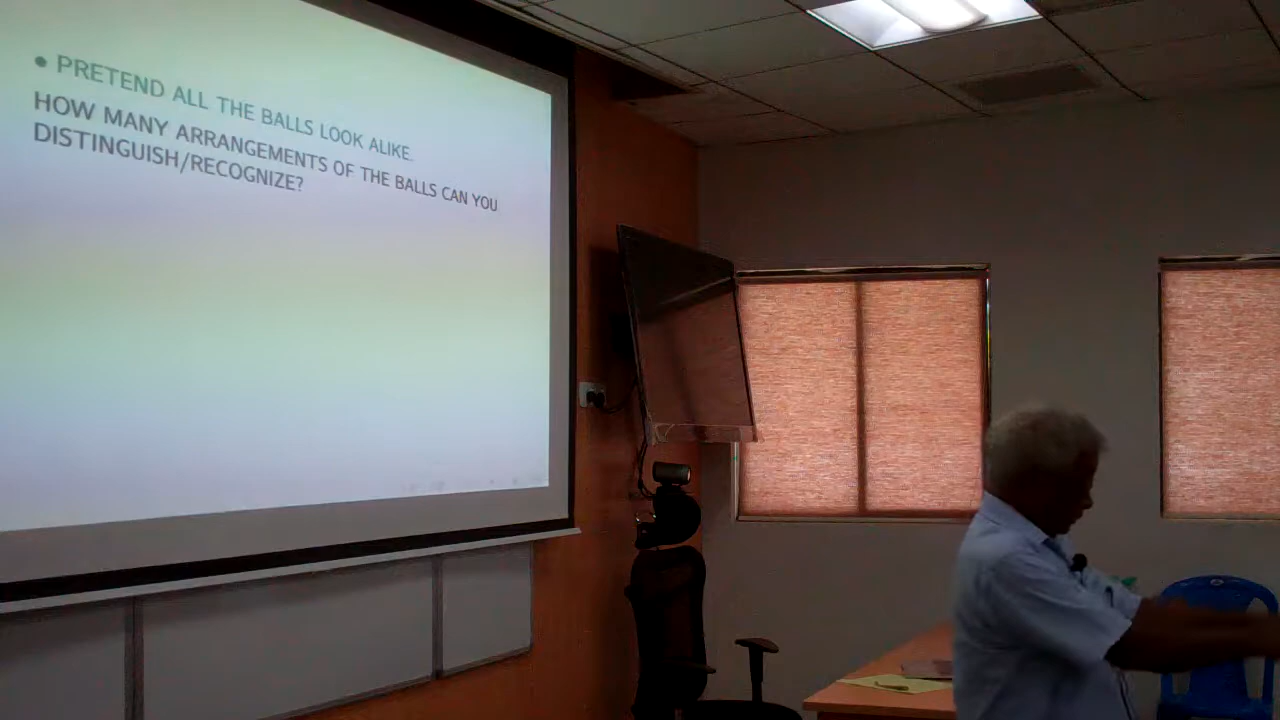 • PRETEND ALL THE BALLS LOOK ALIKE.
HOW MANY ARRANGEMENTS OF THE BALLS CAN YOU
DISTINGUISH/RECOGNIZE?